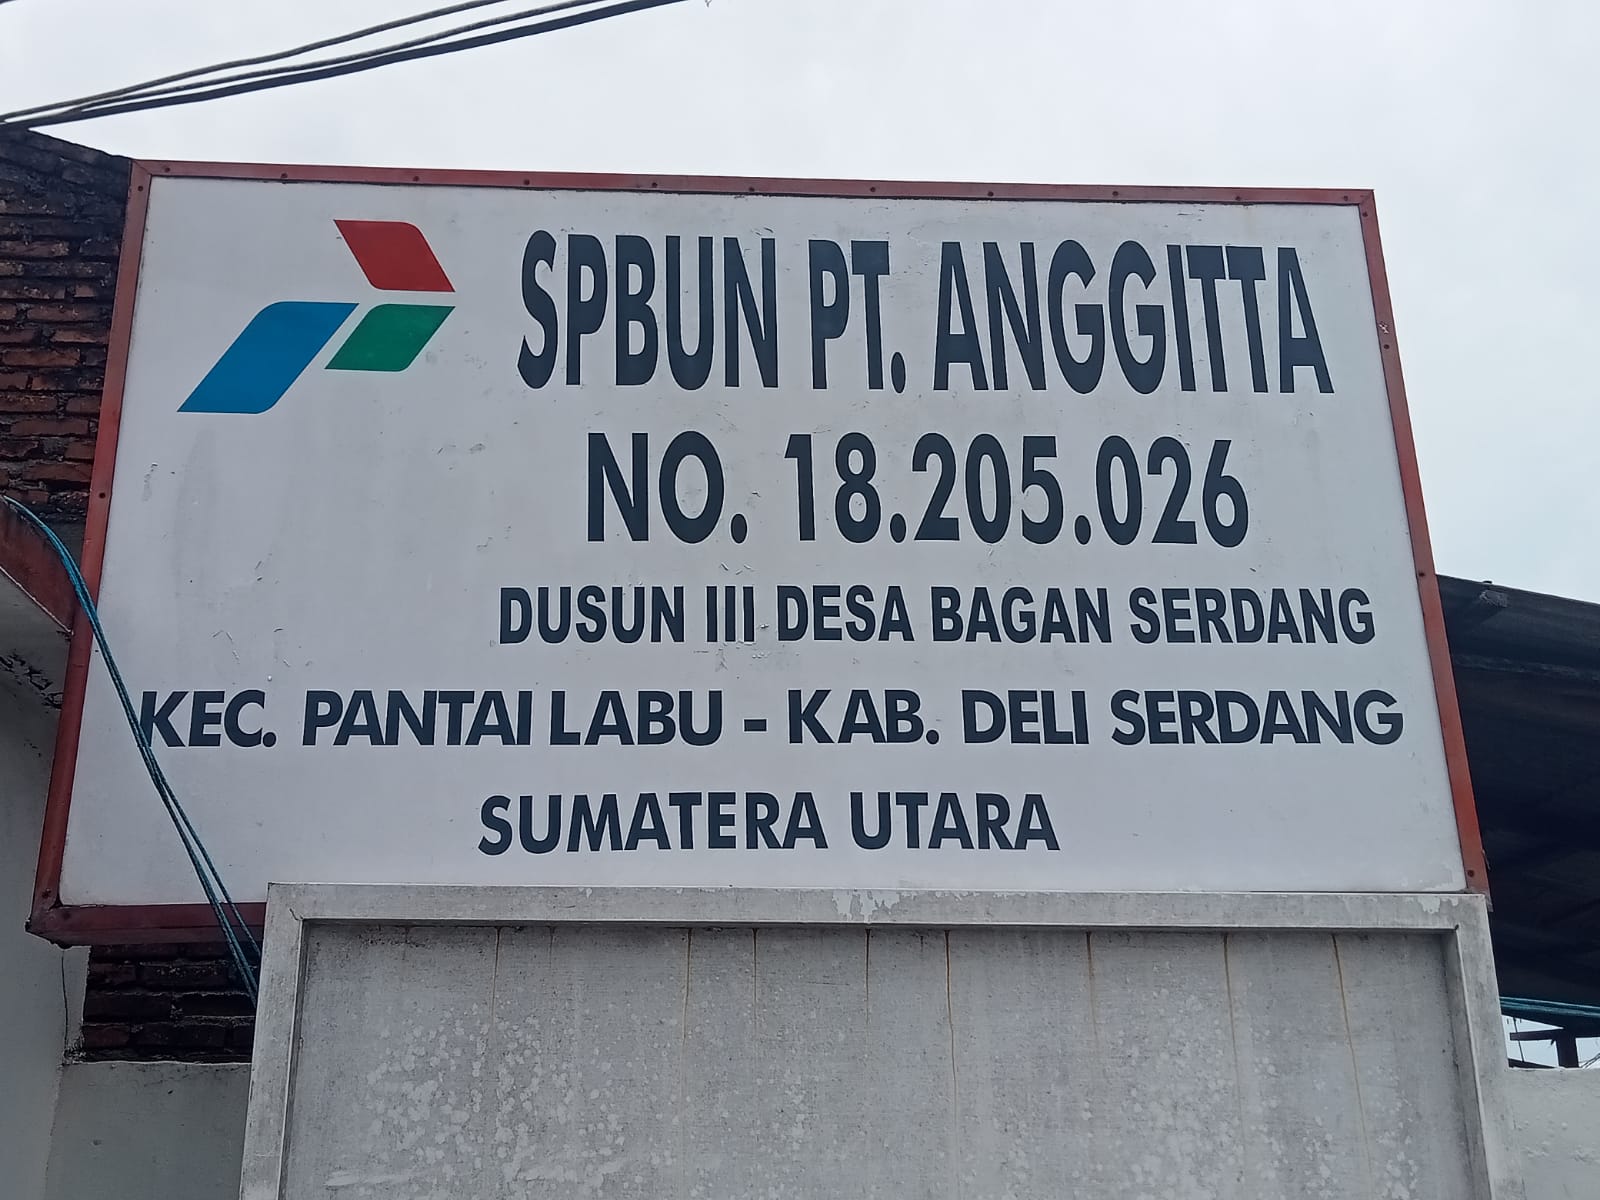 SPBUN PT. ANGGITTA
NO. 18.205.026
DUSUN III DESA BAGAN SERDANG
KEC. PANTAI LABU - KAB. DELI SERDANG
SUMATERA UTARA